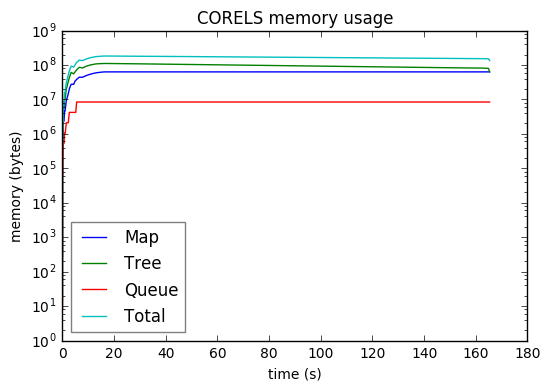 CORELS memory usage
10^9
10^8
10^7
10^6
10^5
10^4
10^3
10^2
10^1
10^0
memory (bytes)
Map
Tree
Queue
Total
0 20 40 60 80 100 120 140 160 180
time (s)